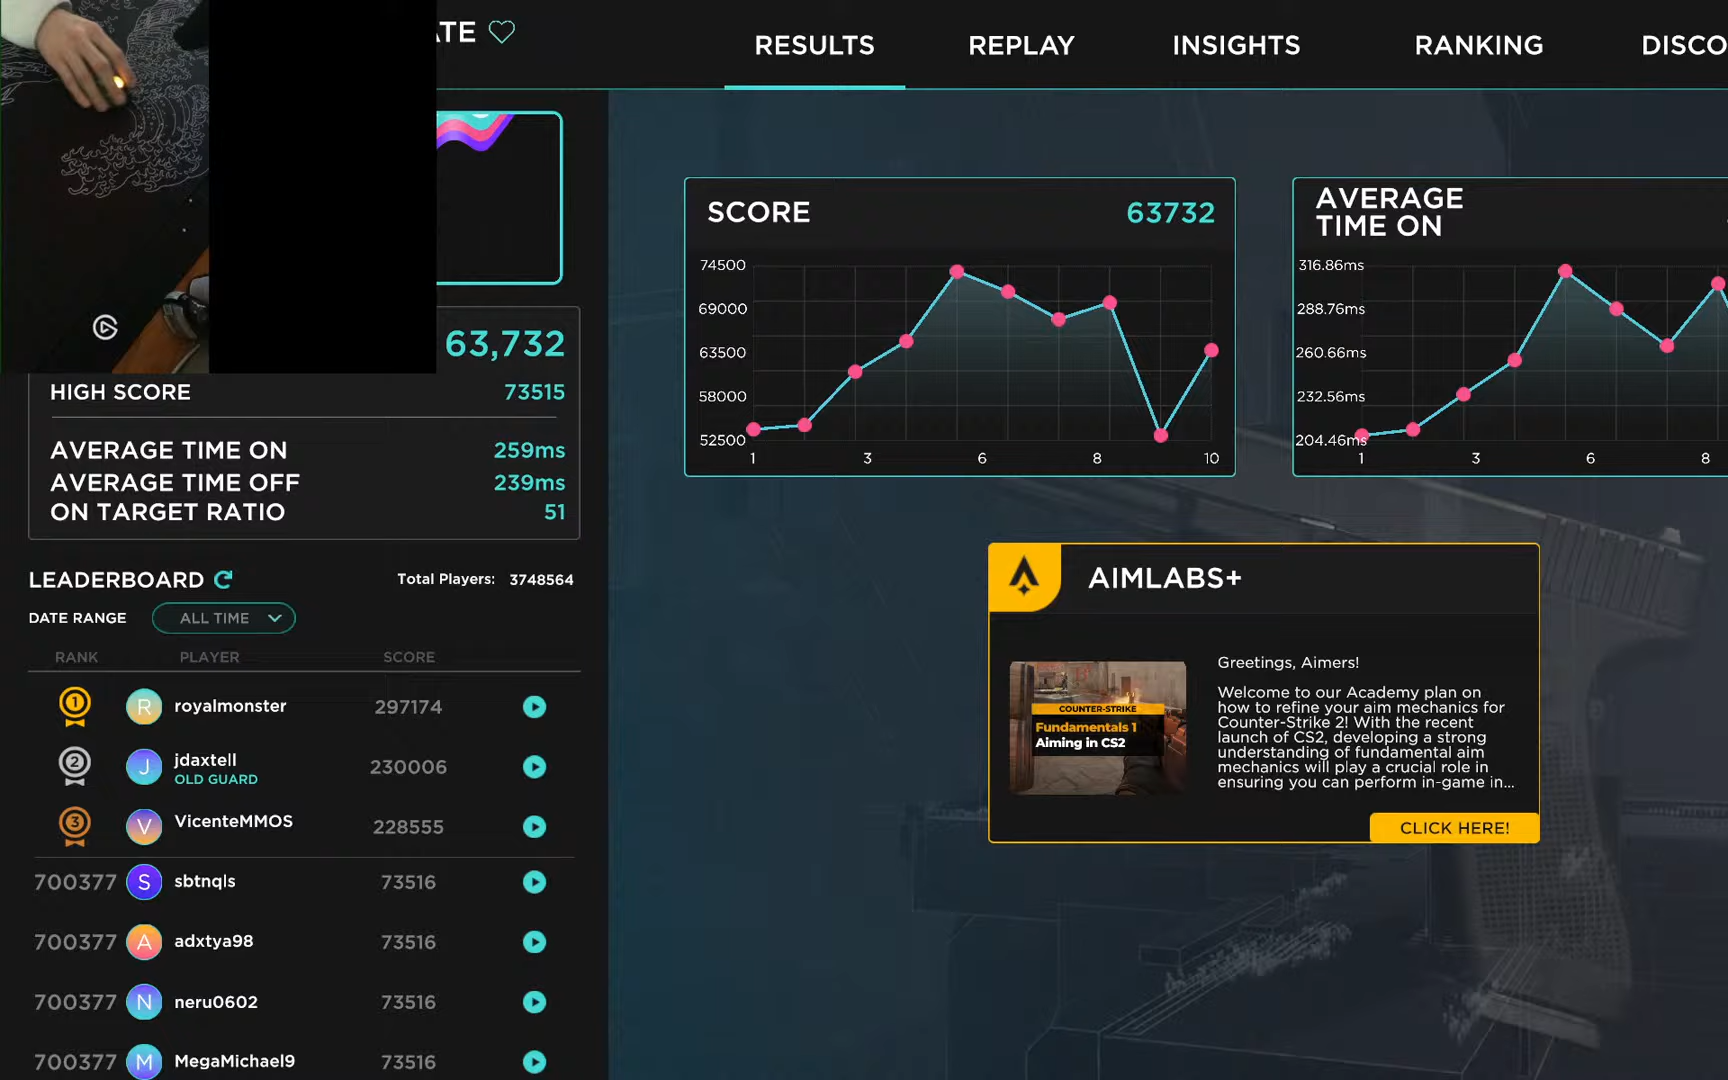 ATE
RESULTS
REPLAY
INSIGHTS
RANKING
DISCO
63,732
HIGH SCORE 73515
AVERAGE TIME ON 259ms
AVERAGE TIME OFF 239ms
ON TARGET RATIO 51
LEADERBOARD Total Players: 3748564
DATE RANGE ALL TIME
RANK PLAYER SCORE
1 R royalmonster 297174
2 J jdaxtell 230006
OLD GUARD
3 V VicenteMMOS 228555
700377 S sbtnqls 73516
700377 A adxtya98 73516
700377 N neru0602 73516
700377 M MegaMichael9 73516
SCORE 63732
74500
69000
63500
58000
52500
1 3 6 8 10
AVERAGE
TIME ON
316.86ms
288.76ms
260.66ms
232.56ms
204.46ms
1 3 6 8
AIMLABS+
COUNTER-STRIKE
Fundamentals 1
Aiming in CS2
Greetings, Aimers!
Welcome to our Academy plan on
how to refine your aim mechanics for
Counter-Strike 2! With the recent
launch of CS2, developing a strong
understanding of fundamental aim
mechanics will play a crucial role in
ensuring you can perform in-game in...
CLICK HERE!